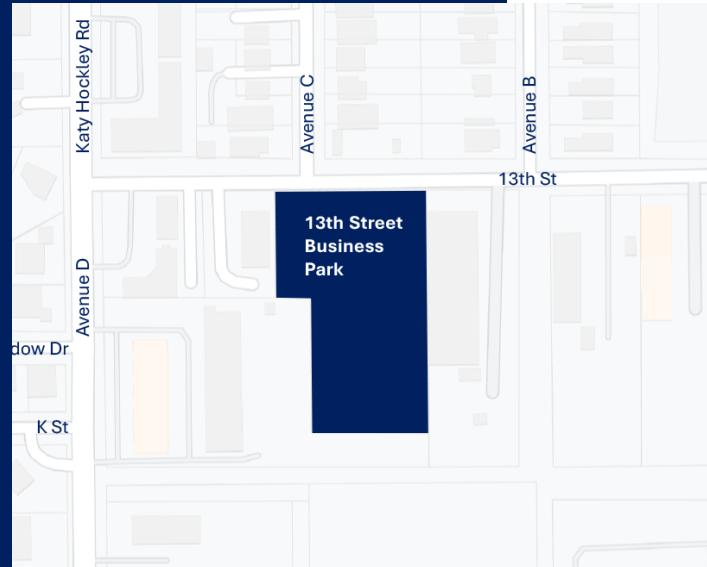 Katy Hockley Rd
Avenue C
Avenue B
13th St
13th Street
Business
Park
Avenue D
dow Dr
K St